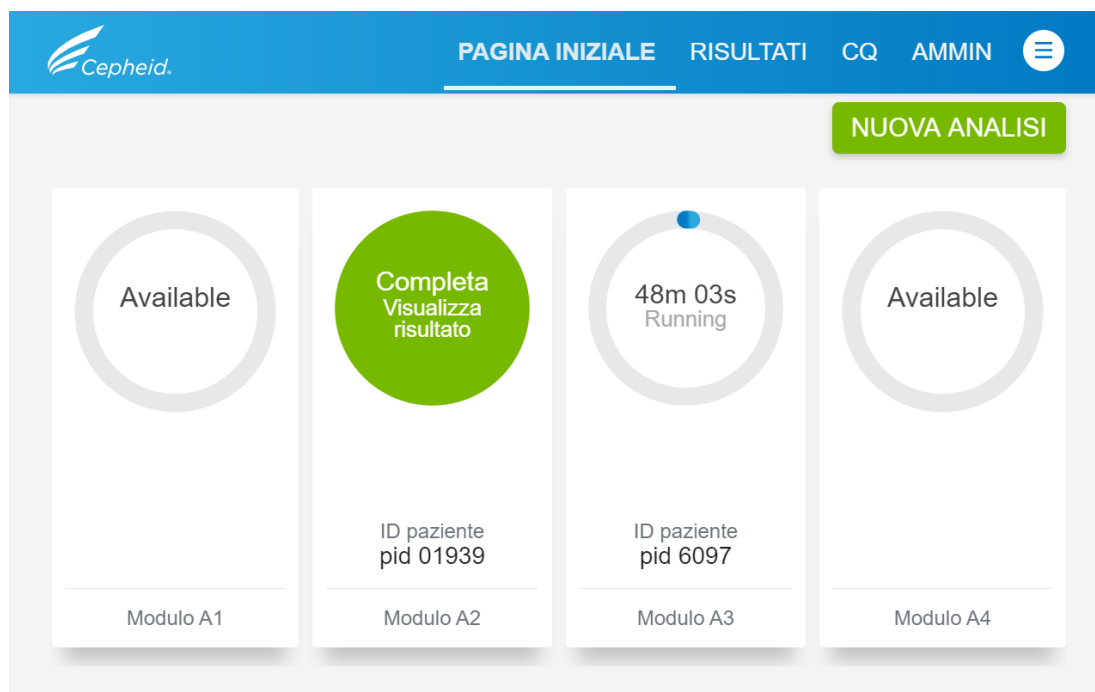 Cepheid.
PAGINA INIZIALE RISULTATI CQ AMMIN
NUOVA ANALISI
Available
Modulo A1
Completa
Visualizza
risultato
ID paziente
pid 01939
Modulo A2
48m 03s
Running
ID paziente
pid 6097
Modulo A3
Available
Modulo A4